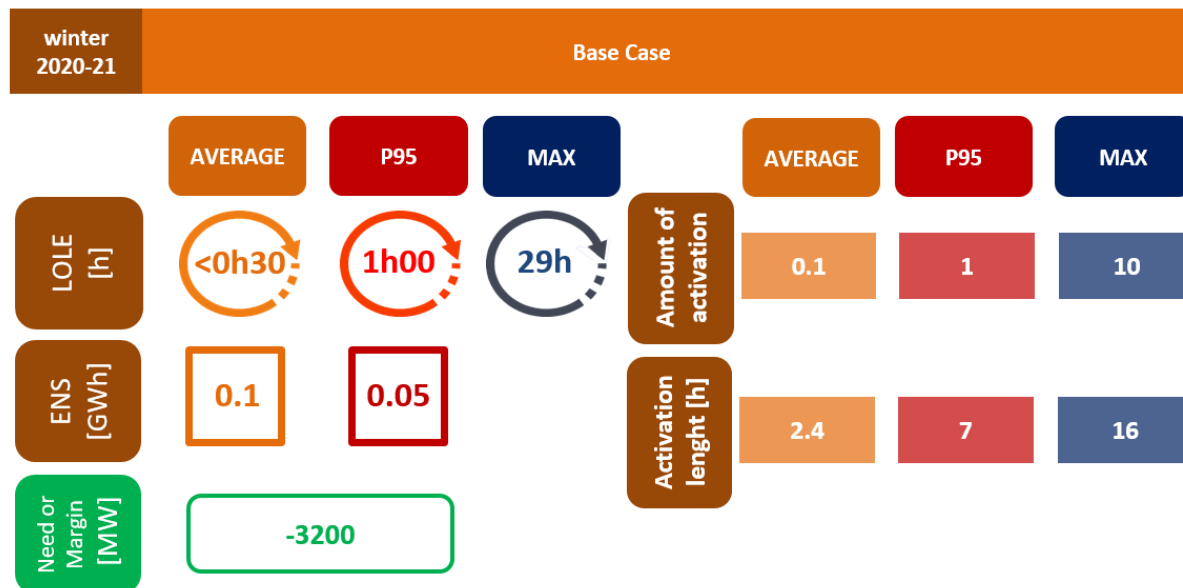 winter
2020-21
Base Case
AVERAGE
P95
MAX
AVERAGE
P95
MAX
LOLE
[h]
<0h30
1h00
29h
Amount of
activation
0.1
1
10
ENS
[GWh]
0.1
0.05
Activation
lenght [h]
2.4
7
16
Need or
Margin
[MW]
-3200